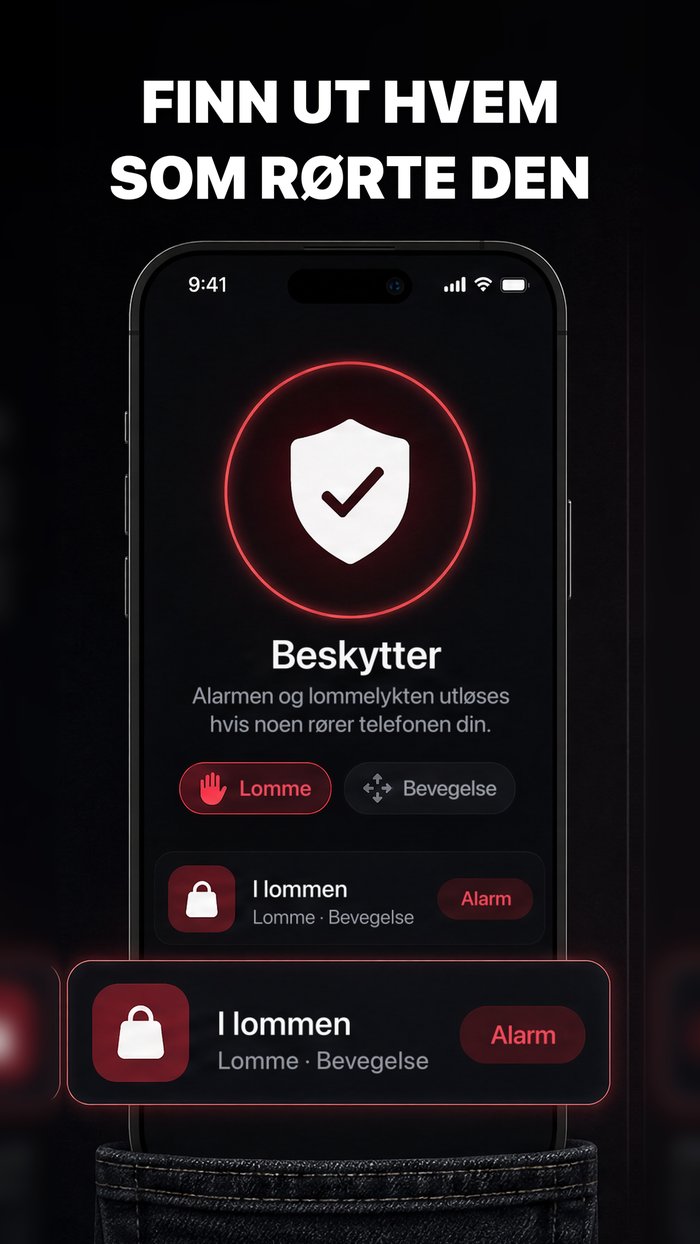 FINN UT HVEM
SOM RØRTE DEN
9:41
Beskytter
Alarmen og lommelykten utløses
hvis noen rører telefonen din.
Lomme
Bevegelse
I lommen
Lomme · Bevegelse
Alarm
I lommen
Lomme · Bevegelse
Alarm